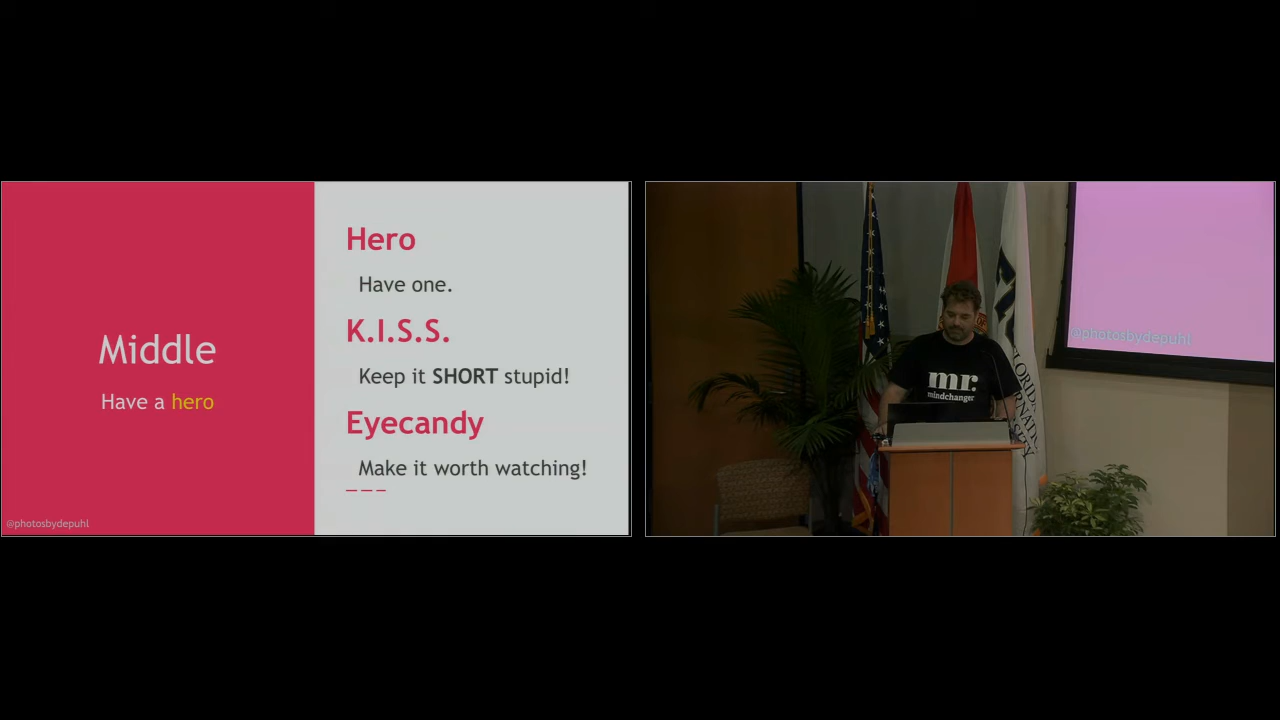 Middle
Have a hero
@photosbydepuhl
Hero
Have one.
K.I.S.S.
Keep it SHORT stupid!
Eyecandy
Make it worth watching!
———
@photosbydepuhl
mr.
mindchanger